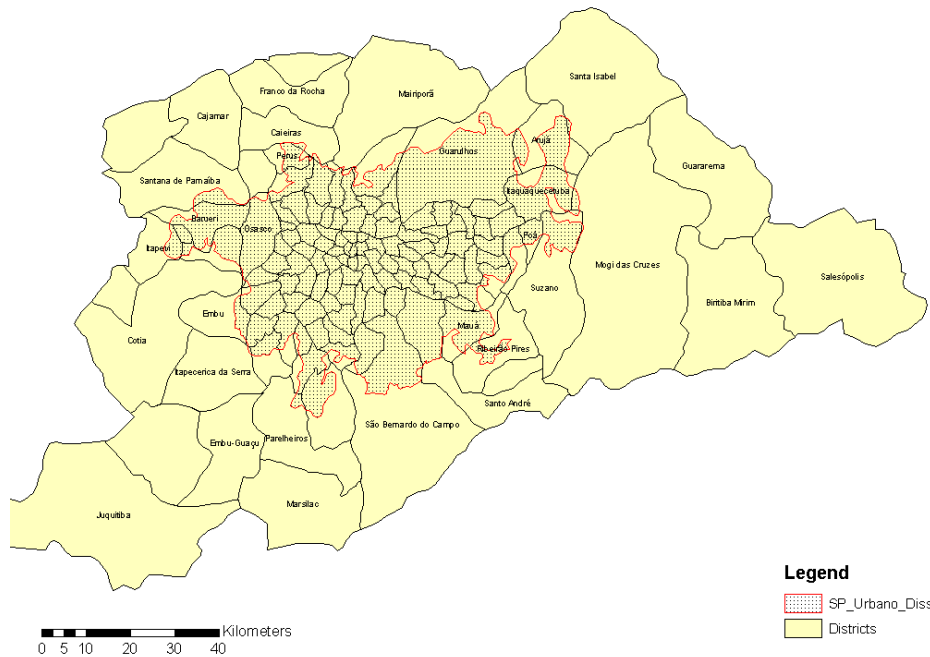 Santa Isabel
Franco da Rocha
Mairiporã
Cajamar
Caieiras
Arujá
Guarulhos
Perus
Guararema
Santana de Parnaíba
Itaquaquecetuba
Barueri
Osasco
Poá
Itapevi
Mogi das Cruzes
Salesópolis
Suzano
Biritiba Mirim
Embu
Mauá
Cotia
Ribeirão Pires
Itapecerica da Serra
Santo André
São Bernardo do Campo
Embu-Guaçu
Parelheiros
Marsilac
Juquitiba
Legend
SP_Urbano_Diss
Districts
Kilometers
0 5 10 20 30 40